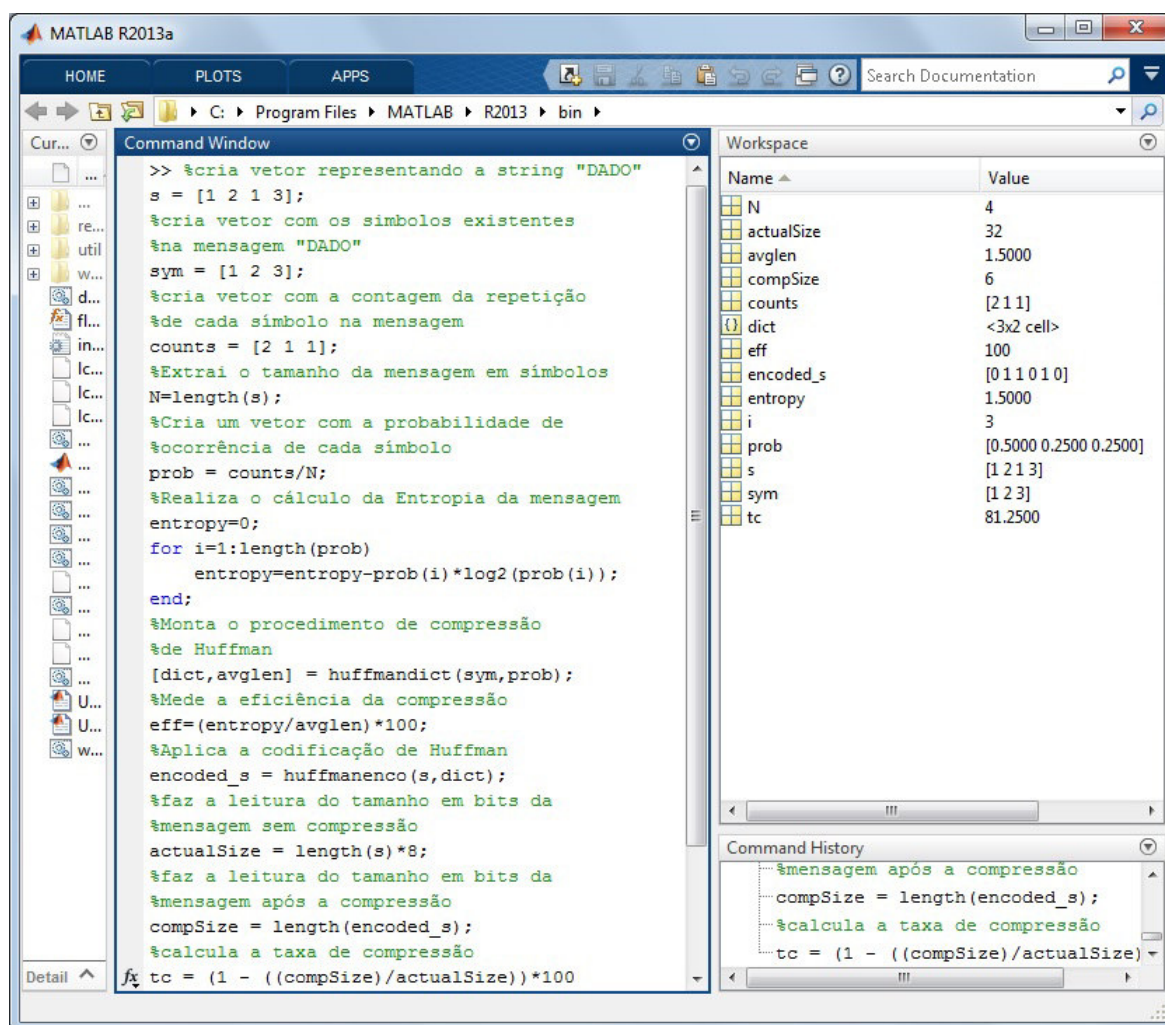 MATLAB R2013a
HOME PLOTS APPS Search Documentation
C: Program Files MATLAB R2013 bin
Cur...
...
...
re...
util
w...
d...
fl...
in...
lc...
lc...
lc...
...
...
...
...
...
...
...
...
...
...
...
U...
U...
w...
Detail
Command Window
>> %cria vetor representando a string "DADO"
s = [1 2 1 3];
%cria vetor com os simbolos existentes
%na mensagem "DADO"
sym = [1 2 3];
%cria vetor com a contagem da repetição
%de cada símbolo na mensagem
counts = [2 1 1];
%Extrai o tamanho da mensagem em símbolos
N=length(s);
%Cria um vetor com a probabilidade de
%ocorrência de cada símbolo
prob = counts/N;
%Realiza o cálculo da Entropia da mensagem
entropy=0;
for i=1:length(prob)
entropy=entropy-prob(i)*log2(prob(i));
end;
%Monta o procedimento de compressão
%de Huffman
[dict,avglen] = huffmandict(sym,prob);
%Mede a eficiência da compressão
eff=(entropy/avglen)*100;
%Aplica a codificação de Huffman
encoded_s = huffmanenco(s,dict);
%faz a leitura do tamanho em bits da
%mensagem sem compressão
actualSize = length(s)*8;
%faz a leitura do tamanho em bits da
%mensagem após a compressão
compSize = length(encoded_s);
%calcula a taxa de compressão
fx tc = (1 - ((compSize)/actualSize))*100
Workspace
Name Value
N 4
actualSize 32
avglen 1.5000
compSize 6
counts [2 1 1]
dict <3x2 cell>
eff 100
encoded_s [0 1 1 0 1 0]
entropy 1.5000
i 3
prob [0.5000 0.2500 0.2500]
s [1 2 1 3]
sym [1 2 3]
tc 81.2500
Command History
%mensagem após a compressão
compSize = length(encoded_s);
%calcula a taxa de compressão
tc = (1 - ((compSize)/actualSize)